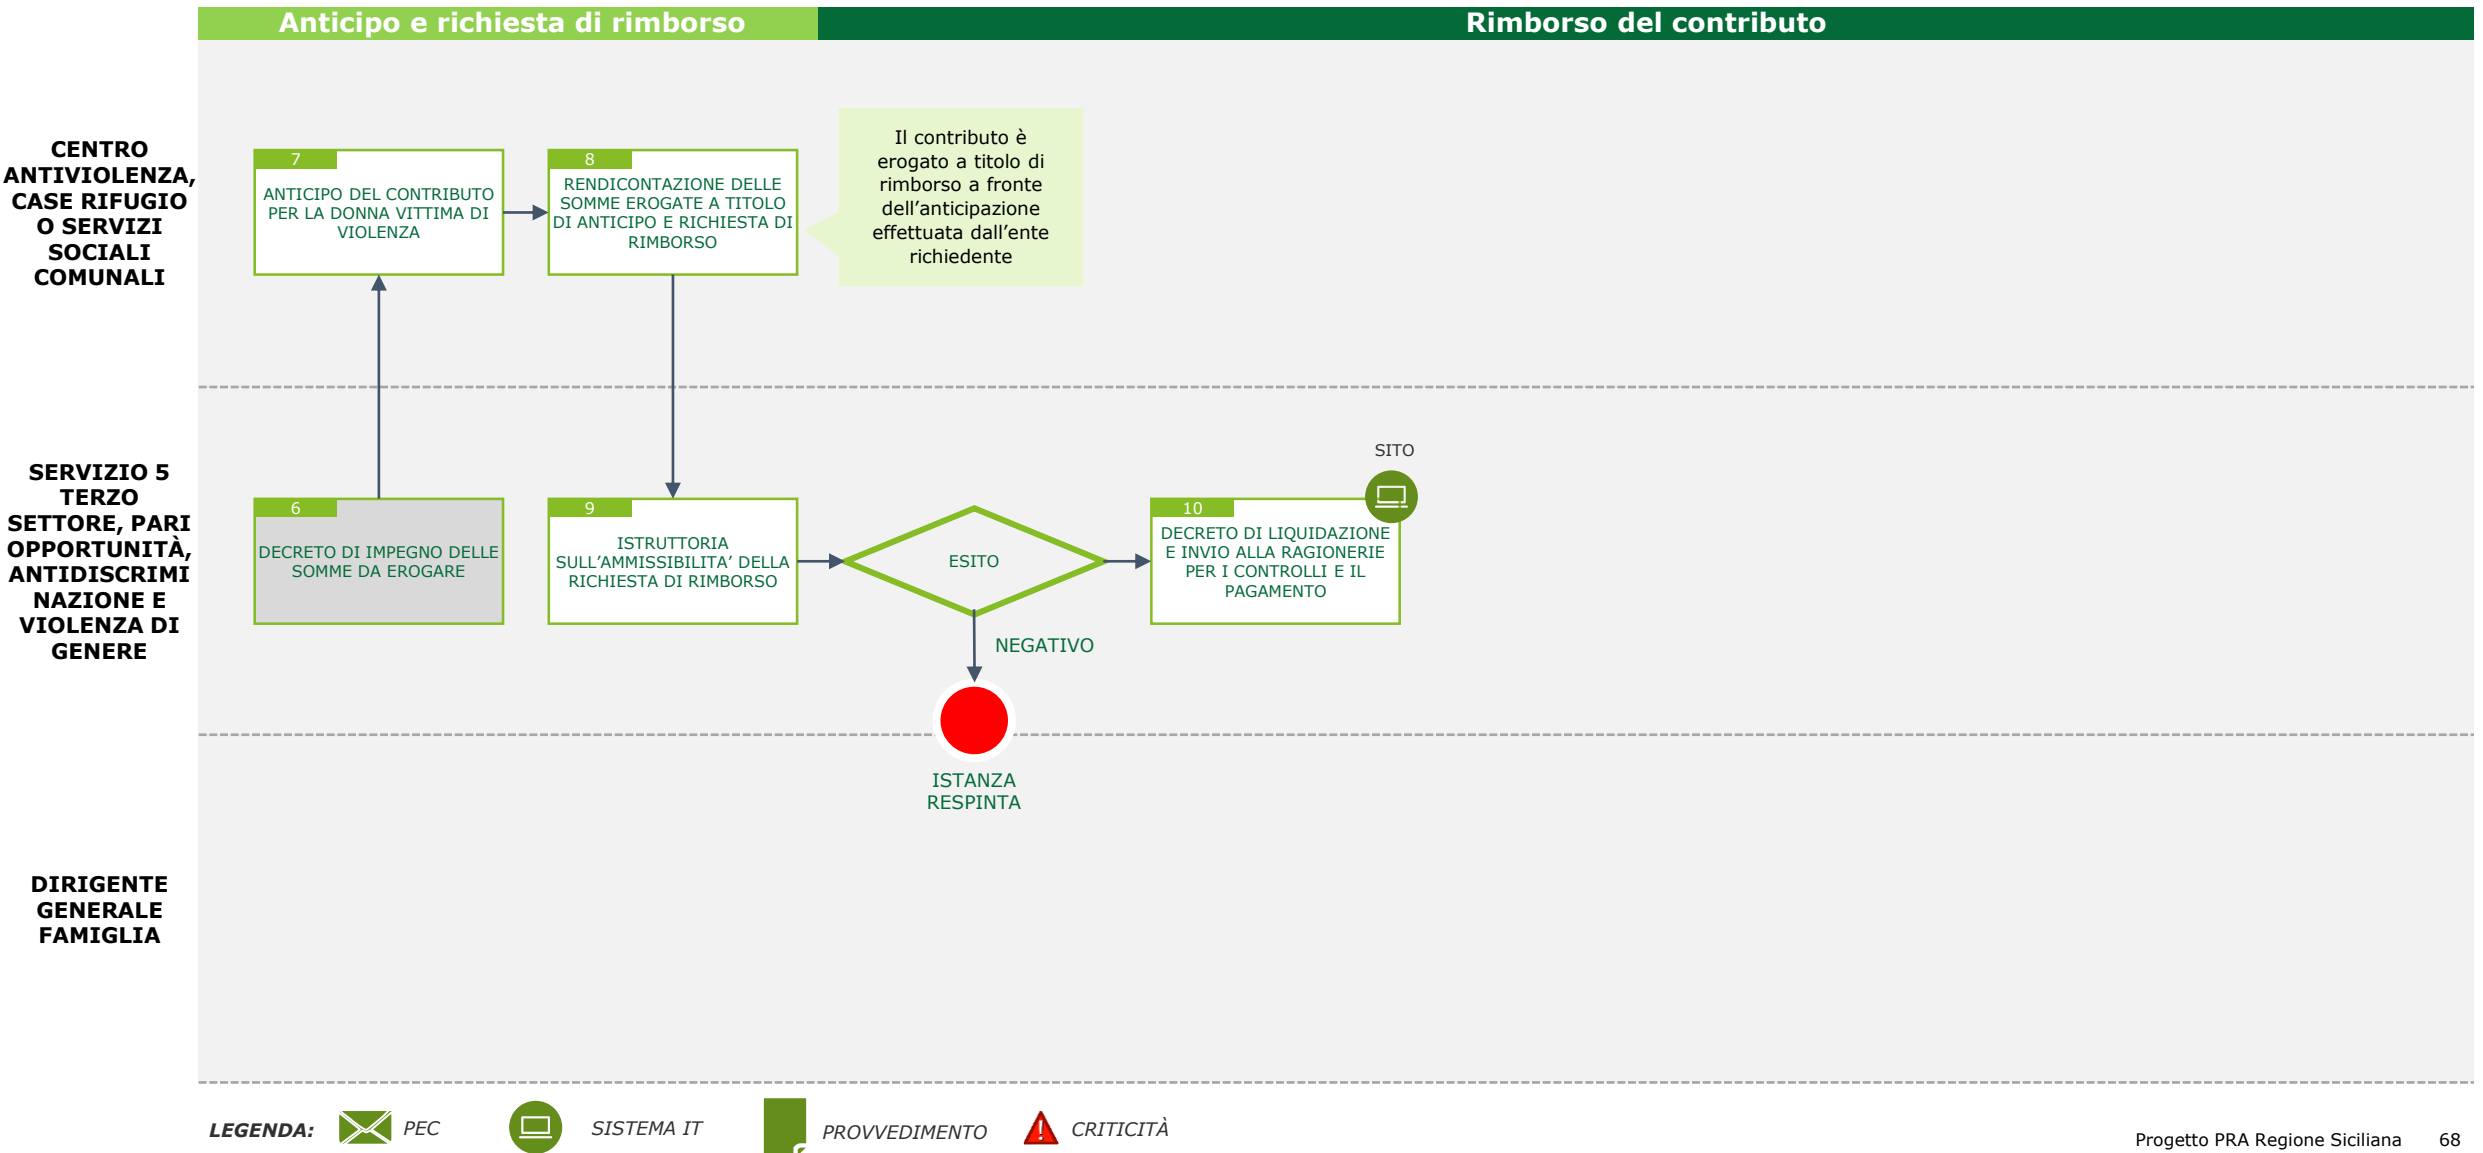 Anticipo e richiesta di rimborso
Rimborso del contributo
CENTRO
ANTIVIOLENZA,
CASE RIFUGIO
O SERVIZI
SOCIALI
COMUNALI
7
ANTICIPO DEL CONTRIBUTO
PER LA DONNA VITTIMA DI
VIOLENZA
8
RENDICONTAZIONE DELLE
SOMME EROGATE A TITOLO
DI ANTICIPO E RICHIESTA DI
RIMBORSO
Il contributo è
erogato a titolo di
rimborso a fronte
dell’anticipazione
effettuata dall’ente
richiedente
SERVIZIO 5
TERZO
SETTORE, PARI
OPPORTUNITÀ,
ANTIDISCRIMI
NAZIONE E
VIOLENZA DI
GENERE
6
DECRETO DI IMPEGNO DELLE
SOMME DA EROGARE
9
ISTRUTTORIA
SULL’AMMISSIBILITA’ DELLA
RICHIESTA DI RIMBORSO
ESITO
NEGATIVO
ISTANZA
RESPINTA
SITO
10
DECRETO DI LIQUIDAZIONE
E INVIO ALLA RAGIONERIE
PER I CONTROLLI E IL
PAGAMENTO
DIRIGENTE
GENERALE
FAMIGLIA
LEGENDA:
PEC
SISTEMA IT
PROVVEDIMENTO
CRITICITÀ
Progetto PRA Regione Siciliana 68